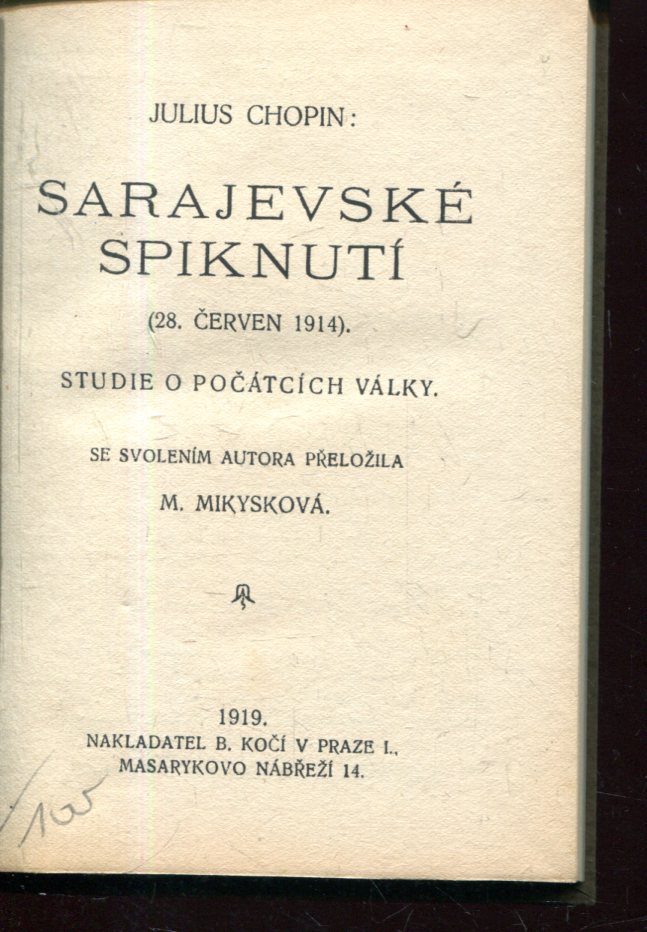 JULIUS CHOPIN:
SARAJEVSKÉ
SPIKNUTÍ
(28. ČERVEN 1914).
STUDIE O POČÁTCÍCH VÁLKY.
SE SVOLENÍM AUTORA PŘELOŽILA
M. MIKYSKOVÁ.
1919.
NAKLADATEL B. KOČÍ V PRAZE I.,
MASARYKOVO NÁBŘEŽÍ 14.